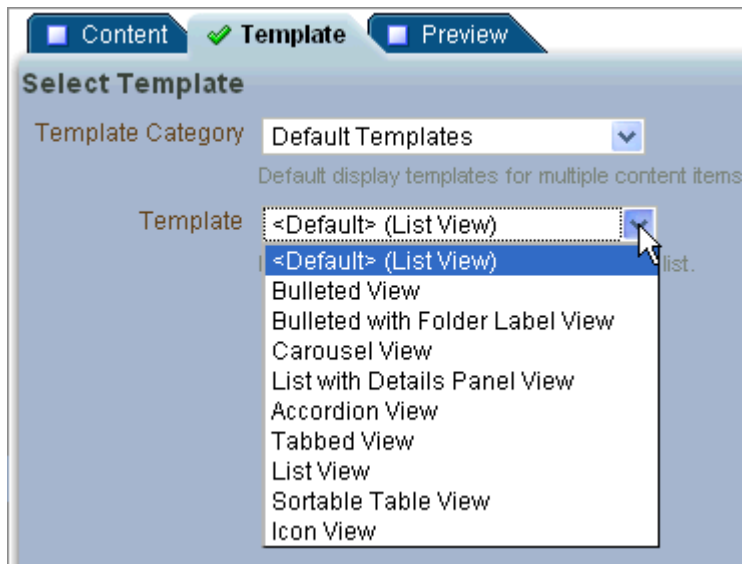 Content Template Preview
Select Template
Template Category Default Templates
Default display templates for multiple content items
Template <Default> (List View)
<Default> (List View)
list.
Bulleted View
Bulleted with Folder Label View
Carousel View
List with Details Panel View
Accordion View
Tabbed View
List View
Sortable Table View
Icon View